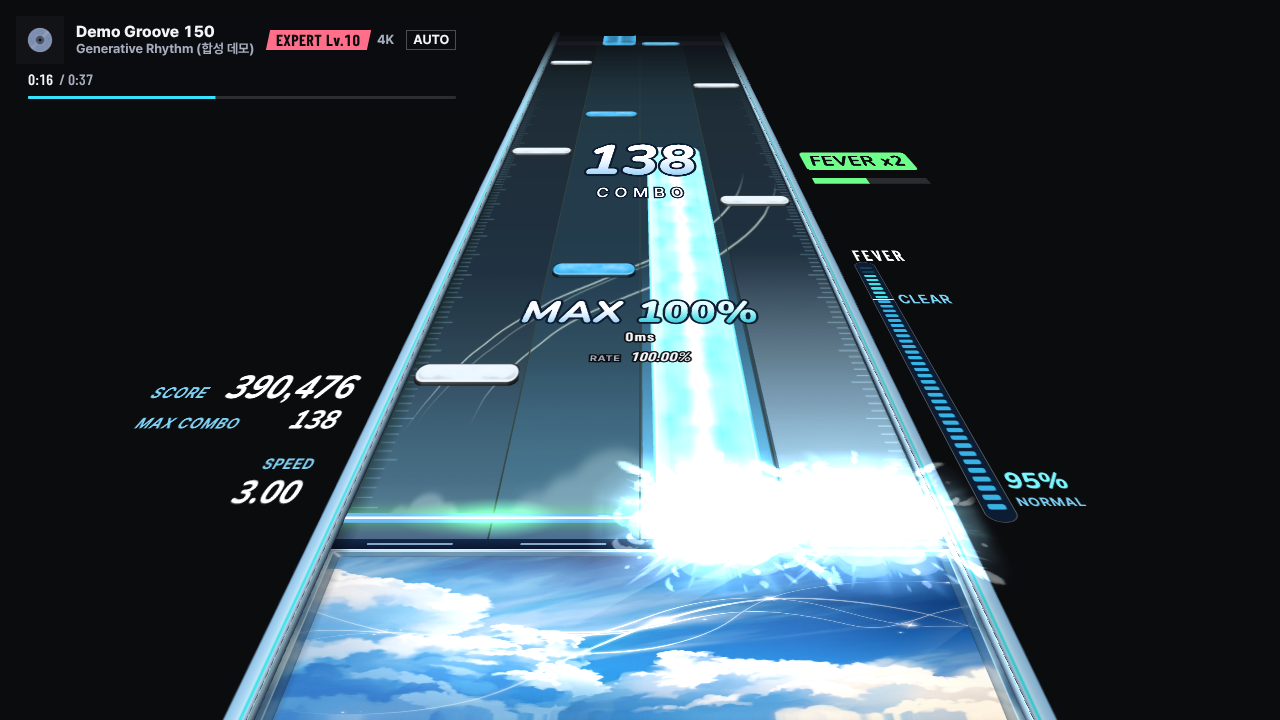 Demo Groove 150
Generative Rhythm (합성 데모)
EXPERT Lv.10
4K
AUTO
0:16 / 0:37
138
COMBO
FEVER x2
FEVER
CLEAR
MAX 100%
0ms
RATE 100.00%
SCORE 390,476
MAX COMBO 138
SPEED
3.00
95%
NORMAL